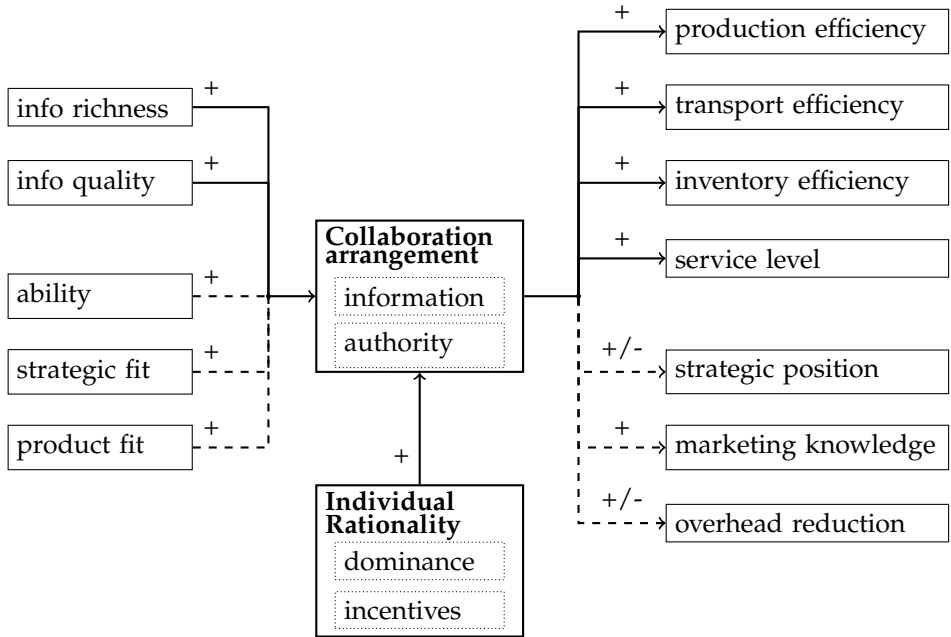 +
info richness
+
info quality
+
ability
+
strategic fit
+
product fit
Collaboration
arrangement
information
authority
+
Individual
Rationality
dominance
incentives
+
production efficiency
+
transport efficiency
+
inventory efficiency
+
service level
+/-
strategic position
+
marketing knowledge
+/-
overhead reduction